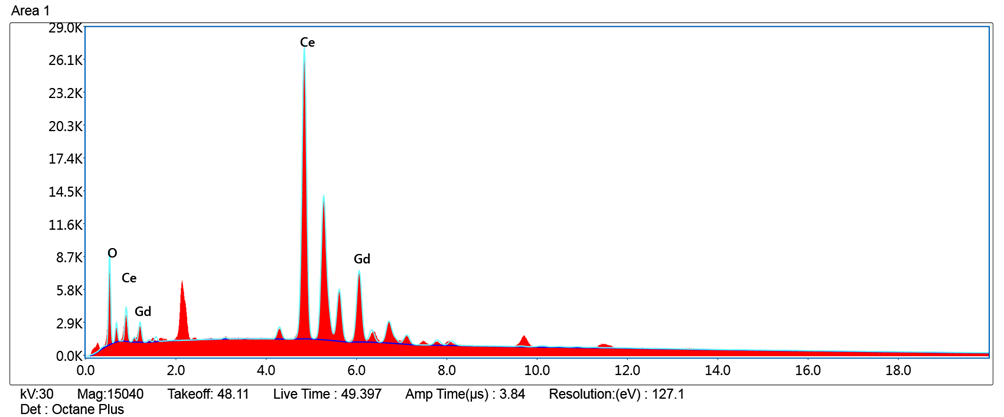 Area 1
29.0K
26.1K
23.2K
20.3K
17.4K
14.5K
11.6K
8.7K
5.8K
2.9K
0.0K
Ce
O
Ce
Gd
Gd
0.0 2.0 4.0 6.0 8.0 10.0 12.0 14.0 16.0 18.0
kV:30 Mag:15040 Takeoff: 48.11 Live Time : 49.397 Amp Time(µs) : 3.84 Resolution:(eV) : 127.1
Det : Octane Plus